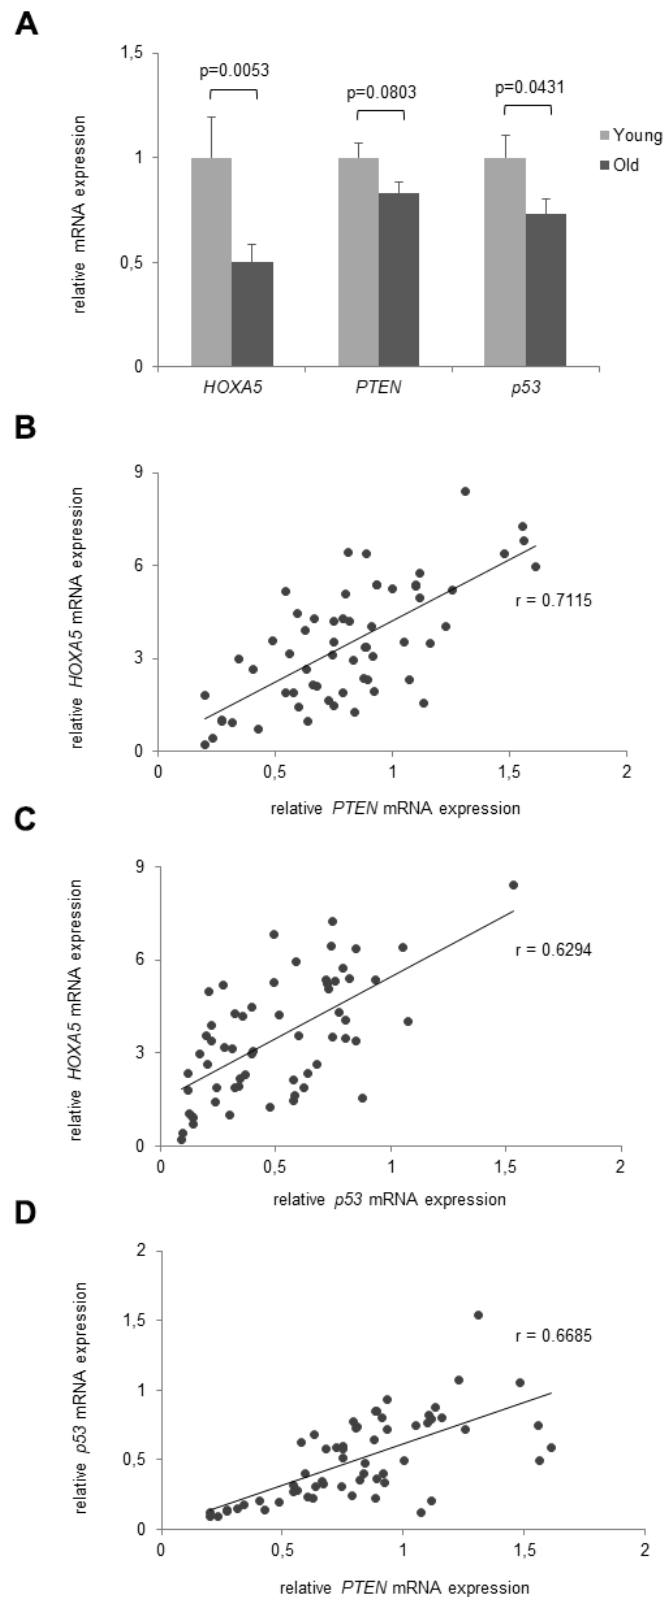 A
1,5
p=0.0053
p=0.0803
p=0.0431
Young
Old
1
0,5
0
relative mRNA expression
HOXA5
PTEN
p53
B
9
6
3
0
relative HOXA5 mRNA expression
r = 0.7115
0
0,5
1
1,5
2
relative PTEN mRNA expression
C
9
6
3
0
relative HOXA5 mRNA expression
r = 0.6294
0
0,5
1
1,5
2
relative p53 mRNA expression
D
2
1,5
1
0,5
0
relative p53 mRNA expression
r = 0.6685
0
0,5
1
1,5
2
relative PTEN mRNA expression